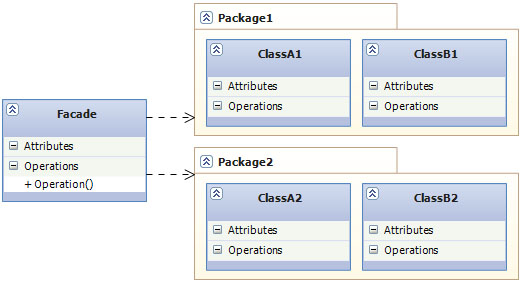 Package1
ClassA1
Attributes
Operations
ClassB1
Attributes
Operations
Facade
Attributes
Operations
+ Operation()
Package2
ClassA2
Attributes
Operations
ClassB2
Attributes
Operations